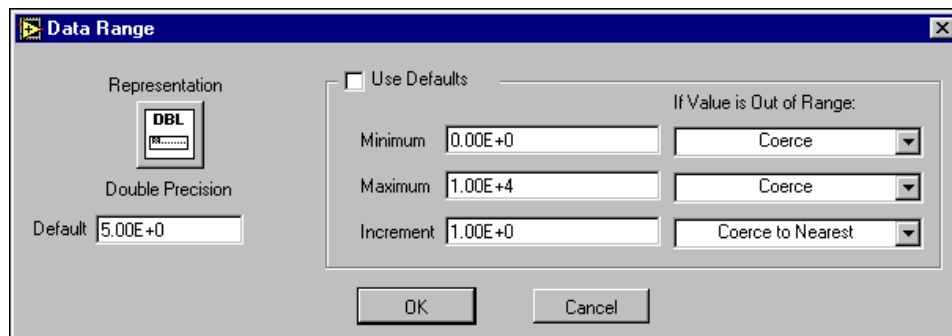 Data Range
Representation
DBL
Double Precision
Default 5.00E+0
Use Defaults
If Value is Out of Range:
Minimum 0.00E+0 Coerce
Maximum 1.00E+4 Coerce
Increment 1.00E+0 Coerce to Nearest
OK Cancel